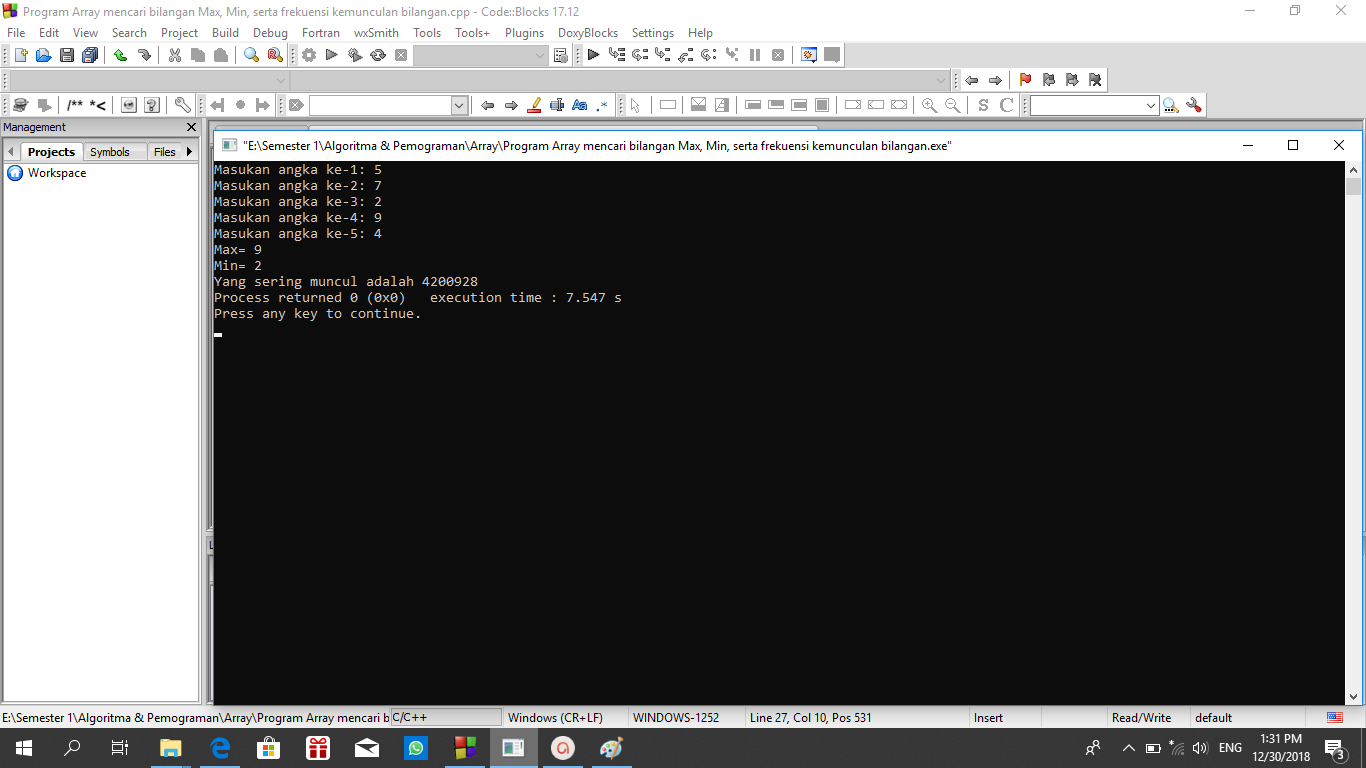 Program Array mencari bilangan Max, Min, serta frekuensi kemunculan bilangan.cpp - Code::Blocks 17.12
File Edit View Search Project Build Debug Fortran wxSmith Tools Tools+ Plugins DoxyBlocks Settings Help
/** *<
Aa .*
S C
Management
Projects Symbols Files
Workspace
"E:\Semester 1\Algoritma & Pemograman\Array\Program Array mencari bilangan Max, Min, serta frekuensi kemunculan bilangan.exe"
Masukan angka ke-1: 5
Masukan angka ke-2: 7
Masukan angka ke-3: 2
Masukan angka ke-4: 9
Masukan angka ke-5: 4
Max= 9
Min= 2
Yang sering muncul adalah 4200928
Process returned 0 (0x0)   execution time : 7.547 s
Press any key to continue.
E:\Semester 1\Algoritma & Pemograman\Array\Program Array mencari b C/C++ Windows (CR+LF) WINDOWS-1252 Line 27, Col 10, Pos 531 Insert Read/Write default
ENG
1:31 PM
12/30/2018
3